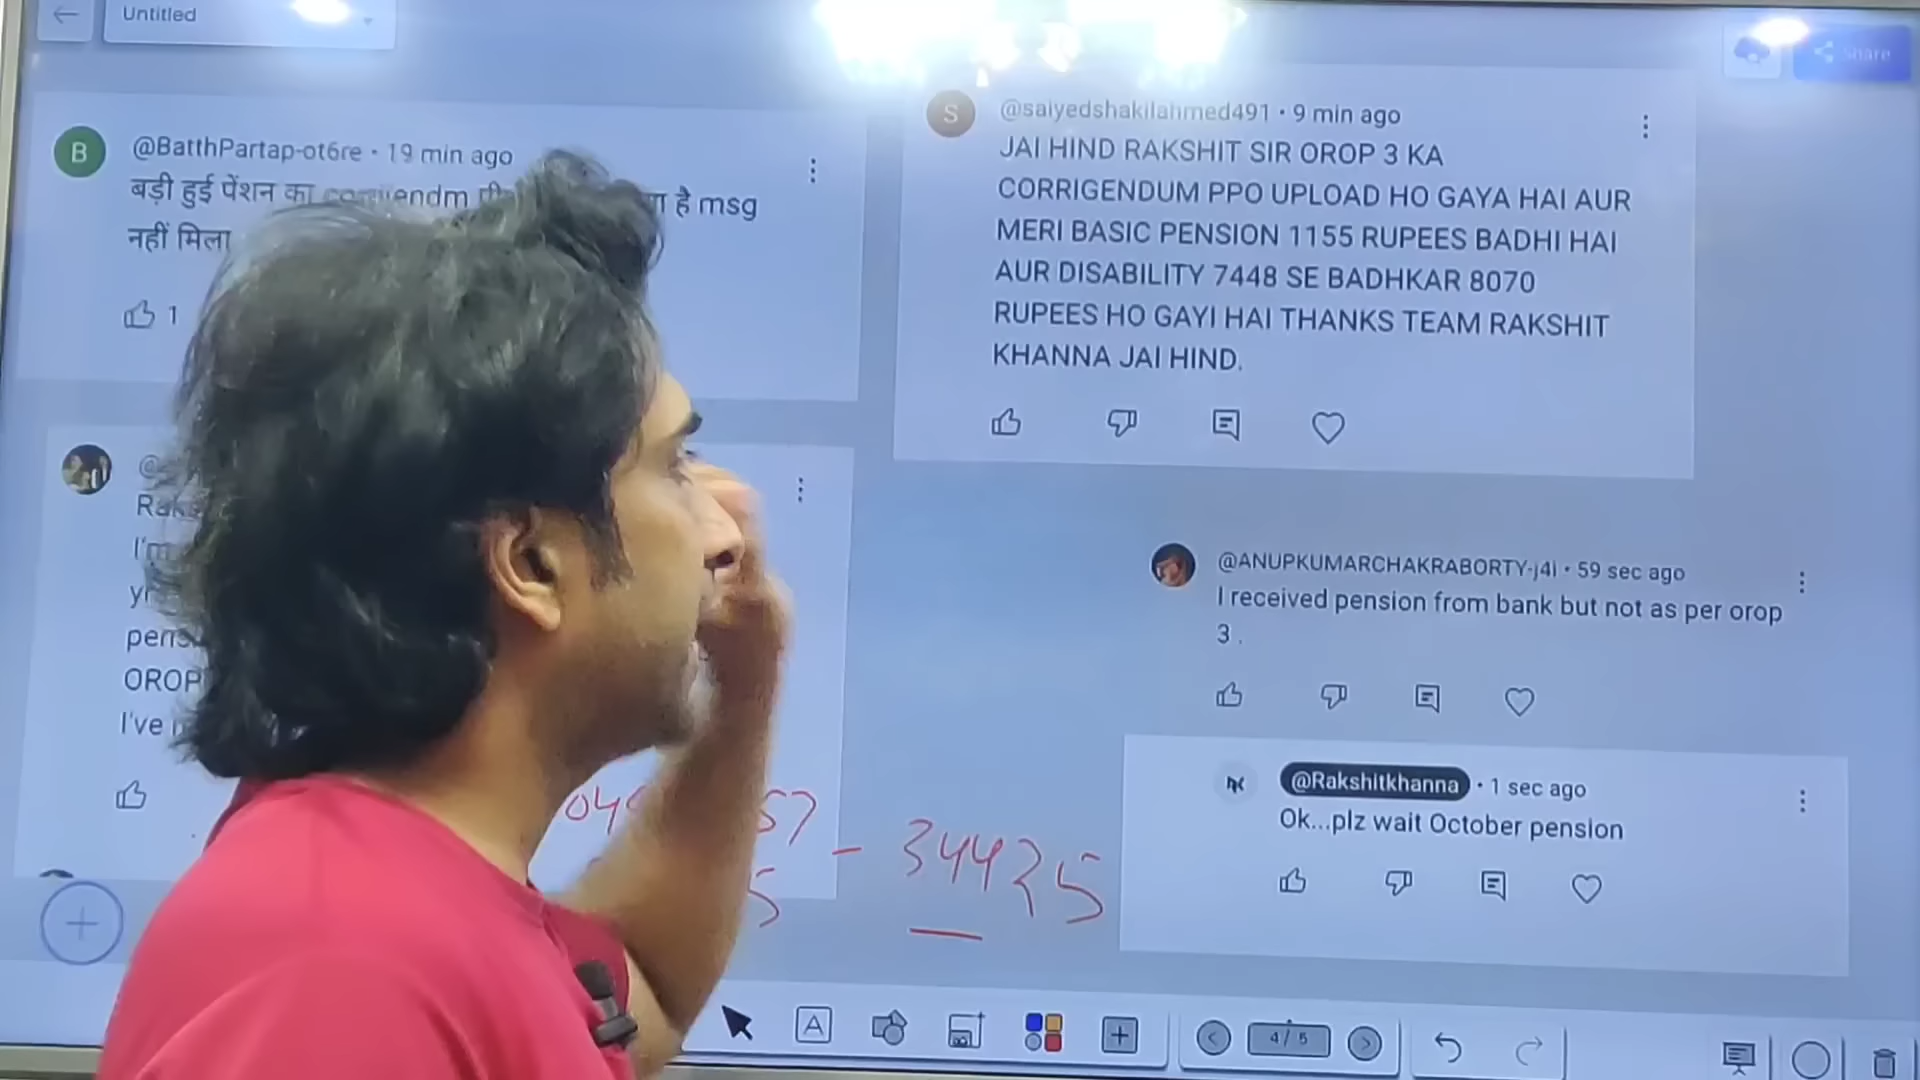 Untitled
Share
B
@BatthPartap-ot6re • 19 min ago
बड़ी हुई पेंशन का है msg
नहीं मिला
1
I'm
OROP
I've
S
@saiyedshakilahmed491 • 9 min ago
JAI HIND RAKSHIT SIR OROP 3 KA
CORRIGENDUM PPO UPLOAD HO GAYA HAI AUR
MERI BASIC PENSION 1155 RUPEES BADHI HAI
AUR DISABILITY 7448 SE BADHKAR 8070
RUPEES HO GAYI HAI THANKS TEAM RAKSHIT
KHANNA JAI HIND.
@ANUPKUMARCHAKRABORTY-j4i • 59 sec ago
I received pension from bank but not as per orop
3 .
@Rakshitkhanna • 1 sec ago
Ok...plz wait October pension
57
5 - 34425
A
4 / 5